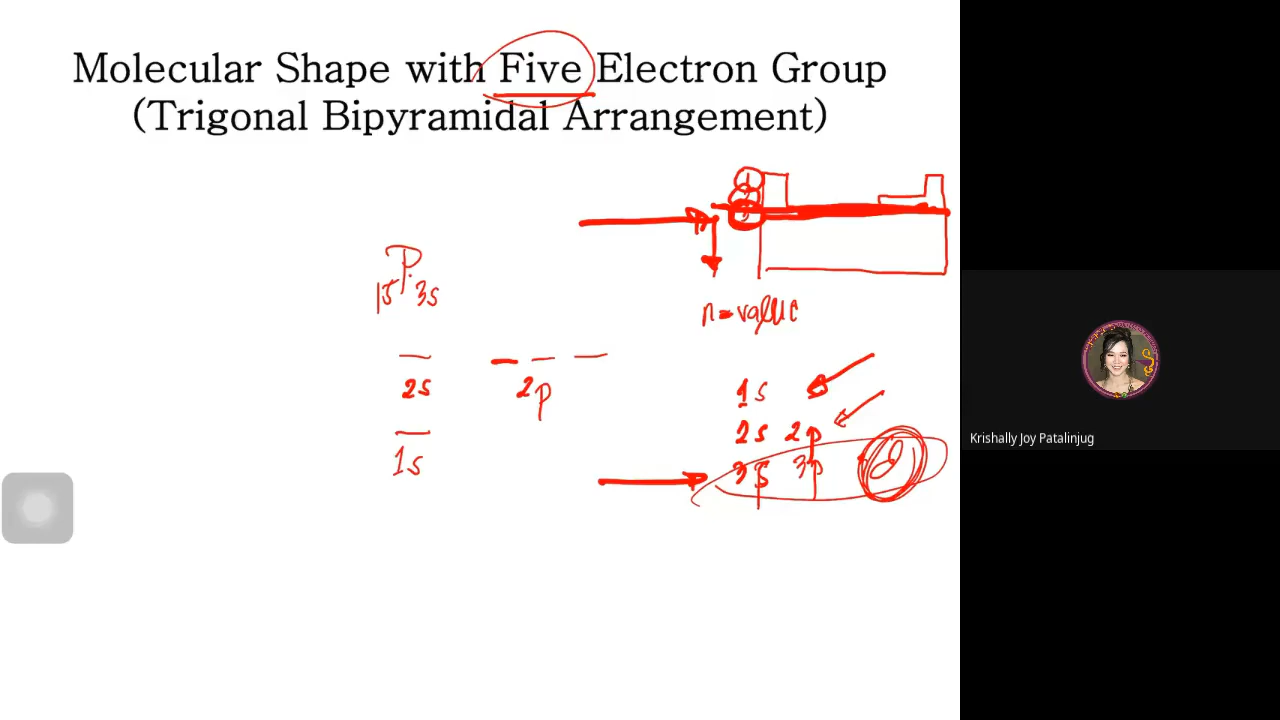 Molecular Shape with Five Electron Group
(Trigonal Bipyramidal Arrangement)
P
15 3s
n = value
2s 2p
1s
1s
2s 2p
3s 3p
Krishally Joy Patalinjug